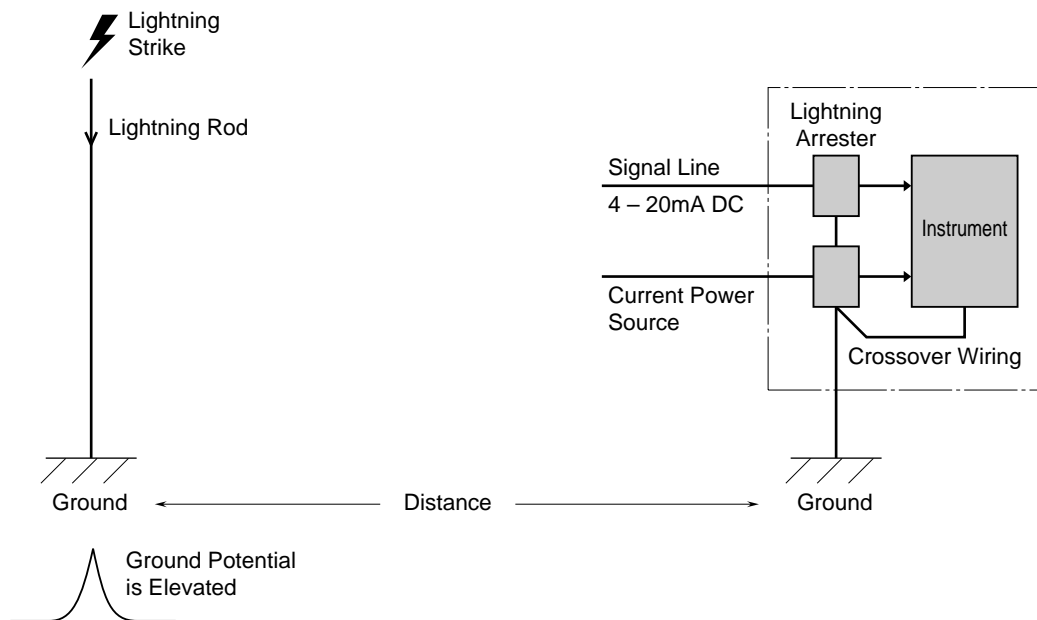 Lightning
Strike
Lightning Rod
Lightning
Arrester
Signal Line
4 – 20mA DC
Instrument
Current Power
Source
Crossover Wiring
Ground
Distance
Ground
Ground Potential
is Elevated